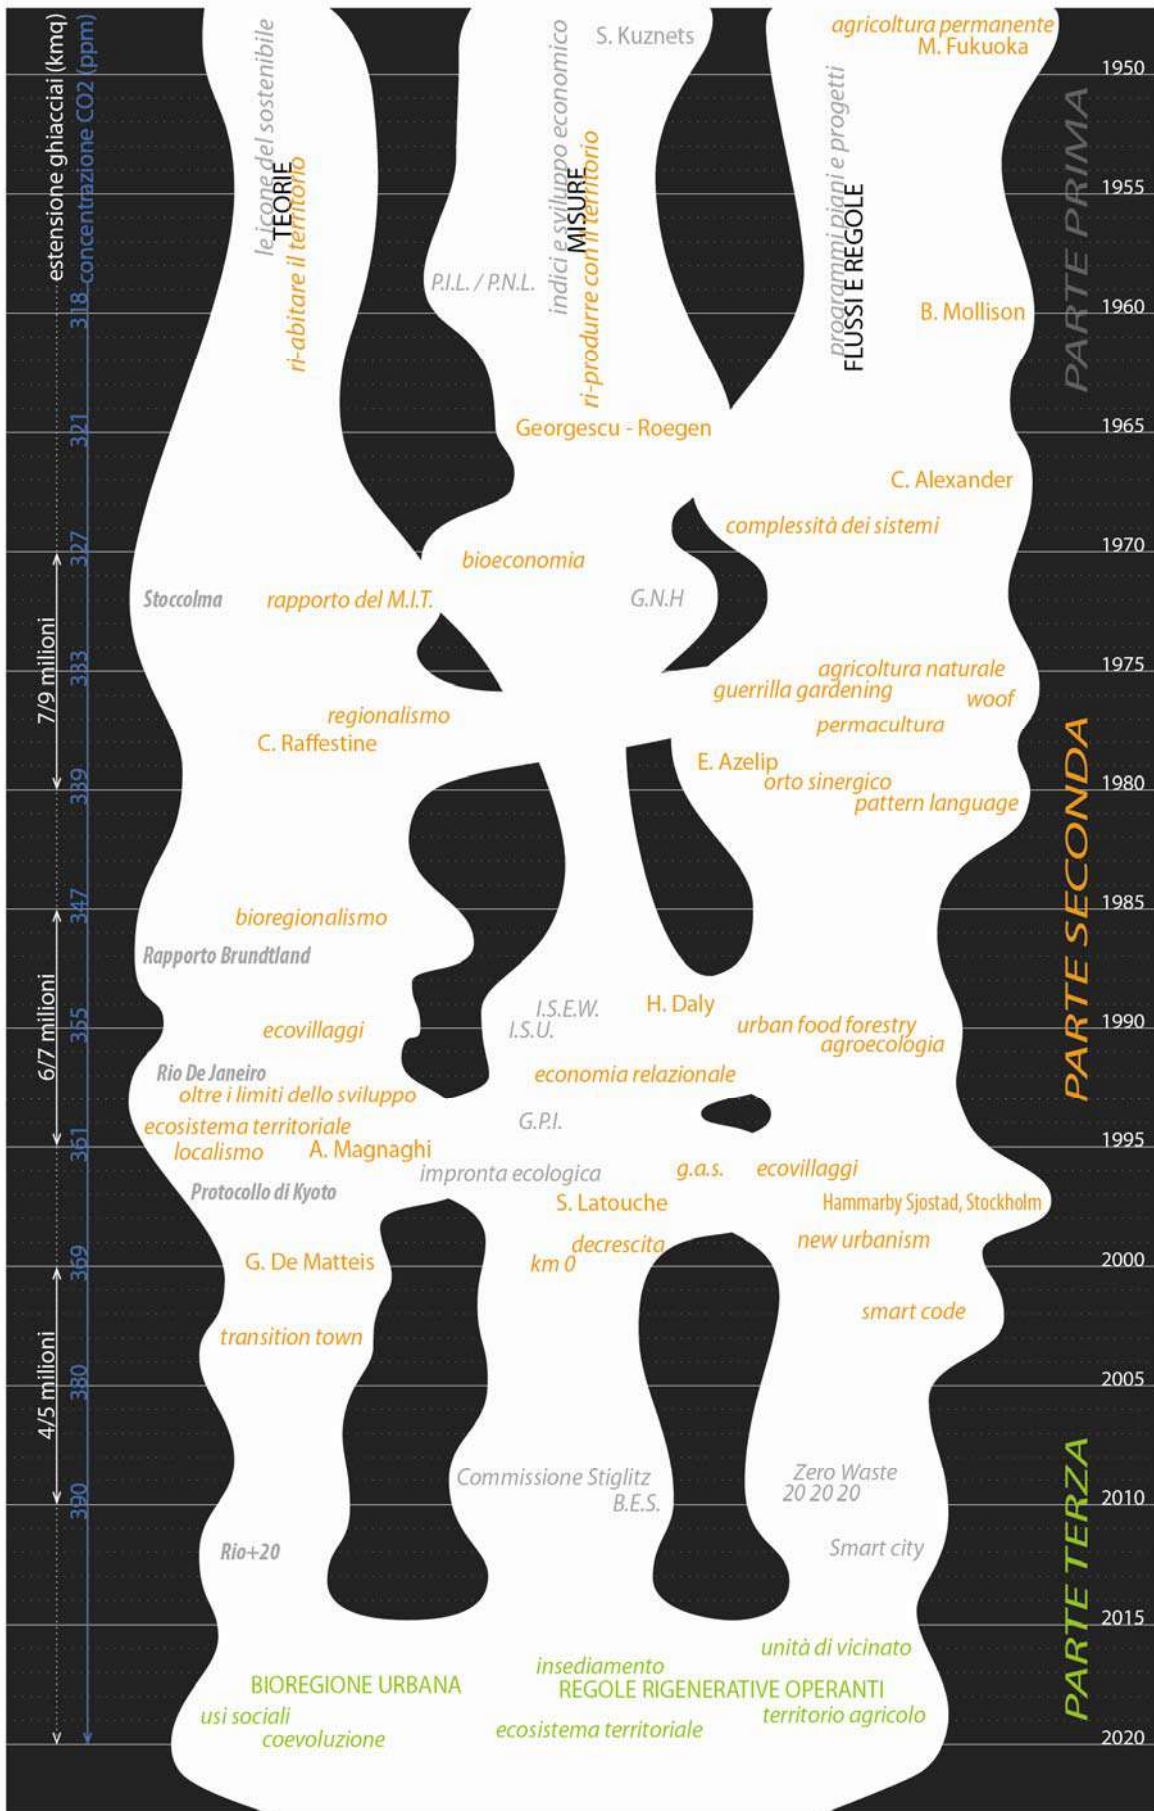 estensione ghiacciai (kmq)
concentrazione CO2 (ppm)
318
321
327
333
339
347
355
361
369
380
390
7/9 milioni
6/7 milioni
4/5 milioni
le icone del sostenibile
TEORIE
ri-abitare il territorio
indici e sviluppo economico
MISURE
ri-produrre con il territorio
programmi piani e progetti
FLUSSI E REGOLE
PARTE PRIMA
PARTE SECONDA
PARTE TERZA
agricoltura permanente
S. Kuznets
M. Fukuoka
1950
1955
P.I.L. / P.N.L.
B. Mollison
1960
Georgescu - Roegen
1965
C. Alexander
complessità dei sistemi
1970
bioeconomia
Stoccolma
rapporto del M.I.T.
G.N.H
agricoltura naturale
1975
guerrilla gardening
woof
regionalismo
permacultura
C. Raffestine
E. Azelip
orto sinergico
1980
pattern language
1985
bioregionalismo
Rapporto Brundtland
I.S.E.W.
H. Daly
I.S.U.
ecovillaggi
urban food forestry
1990
agroecologia
Rio De Janeiro
economia relazionale
oltre i limiti dello sviluppo
G.P.I.
ecosistema territoriale
1995
localismo
A. Magnaghi
impronta ecologica
g.a.s.
ecovillaggi
Protocollo di Kyoto
S. Latouche
Hammarby Sjostad, Stockholm
decrescita
new urbanism
G. De Matteis
km 0
2000
smart code
transition town
2005
Commissione Stiglitz
Zero Waste
B.E.S.
20 20 20
2010
Rio+20
Smart city
2015
unità di vicinato
insediamento
BIOREGIONE URBANA
REGOLE RIGENERATIVE OPERANTI
usi sociali
territorio agricolo
coevoluzione
ecosistema territoriale
2020